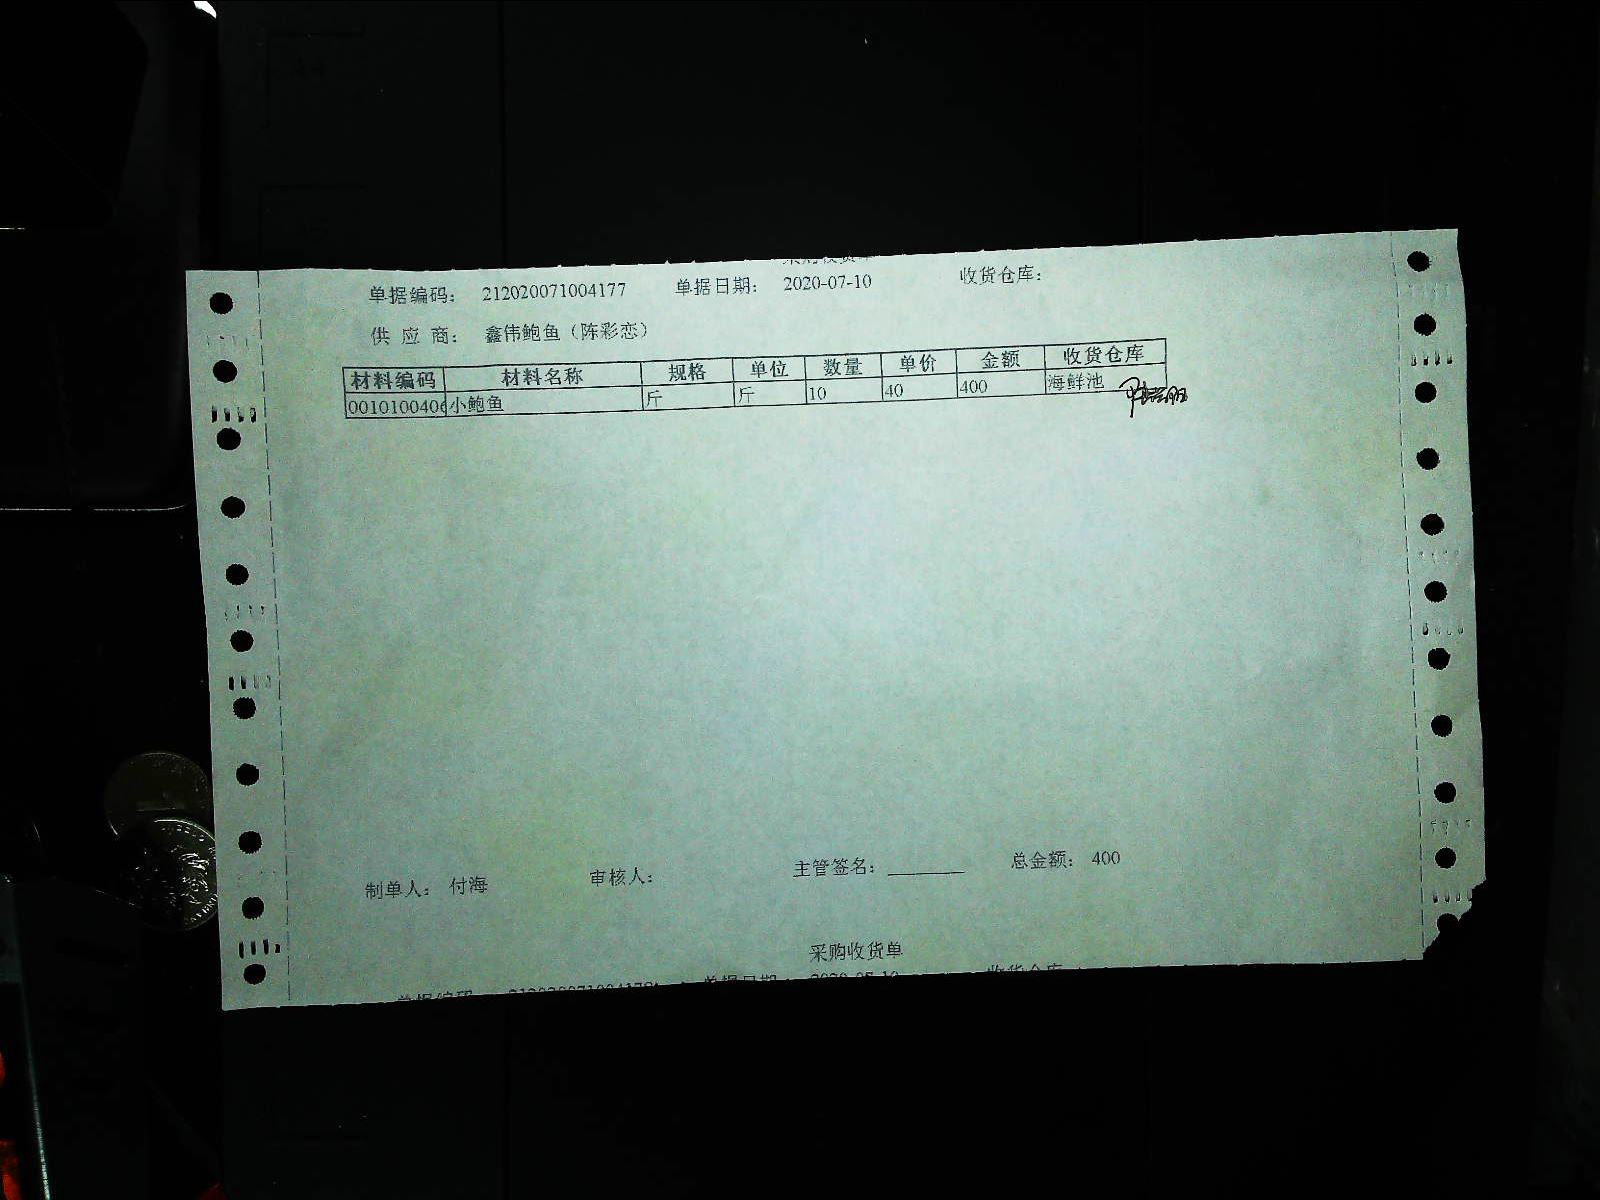 单据编码： 212020071004177 单据日期： 2020-07-10 收货仓库：
供 应 商： 鑫伟鲍鱼（陈彩恋）
材料编码 材料名称 规格 单位 数量 单价 金额 收货仓库
0010100406 小鲍鱼 斤 斤 10 40 400 海鲜池
制单人： 付海 审核人： 主管签名：________ 总金额： 400
采购收货单